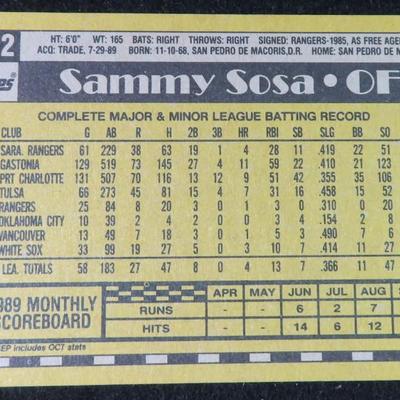 2 HT: 6'0" WT: 165 BATS: RIGHT THROWS: RIGHT SIGNED: RANGERS-1985, AS FREE AGEN
ACQ: TRADE, 7-29-89 BORN: 11-10-68, SAN PEDRO DE MACORIS,D.R. HOME: SAN PEDRO DE M
Sammy Sosa • OF
COMPLETE MAJOR & MINOR LEAGUE BATTING RECORD
CLUB G AB R H 2B 3B HR RBI SB SLG BB SO
SARA. RANGERS 61 229 38 63 19 1 3 28 11 .419 22 51
GASTONIA 129 519 73 145 27 4 11 59 22 .410 21 123
PRT CHARLOTTE 131 507 70 116 13 12 9 51 42 .355 35 106
TULSA 66 273 45 81 15 4 7 31 16 .458 15 52
RANGERS 25 84 8 20 3 0 1 3 0 .310 0 20
OKLAHOMA CITY 10 39 2 4 2 0 0 3 4 .154 2 8
VANCOUVER 13 49 7 18 3 0 1 5 3 .490 7 6
WHITE SOX 33 99 19 27 5 0 3 10 7 .414 11 27
LEA. TOTALS 58 183 27 47 8 0 4 13 7 .366 11 47
989 MONTHLY SCOREBOARD APR MAY JUN JUL AUG S
RUNS - - 6 2 7
HITS - - 14 6 12
EP includes OCT stats